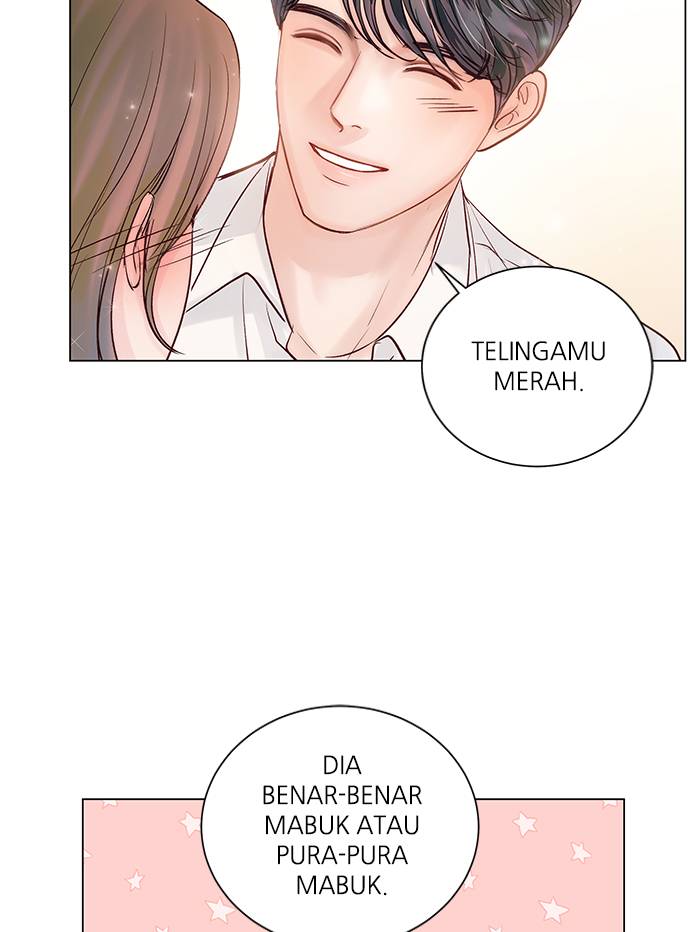 TELINGAMU
MERAH.
DIA
BENAR-BENAR
MABUK ATAU
PURA-PURA
MABUK.